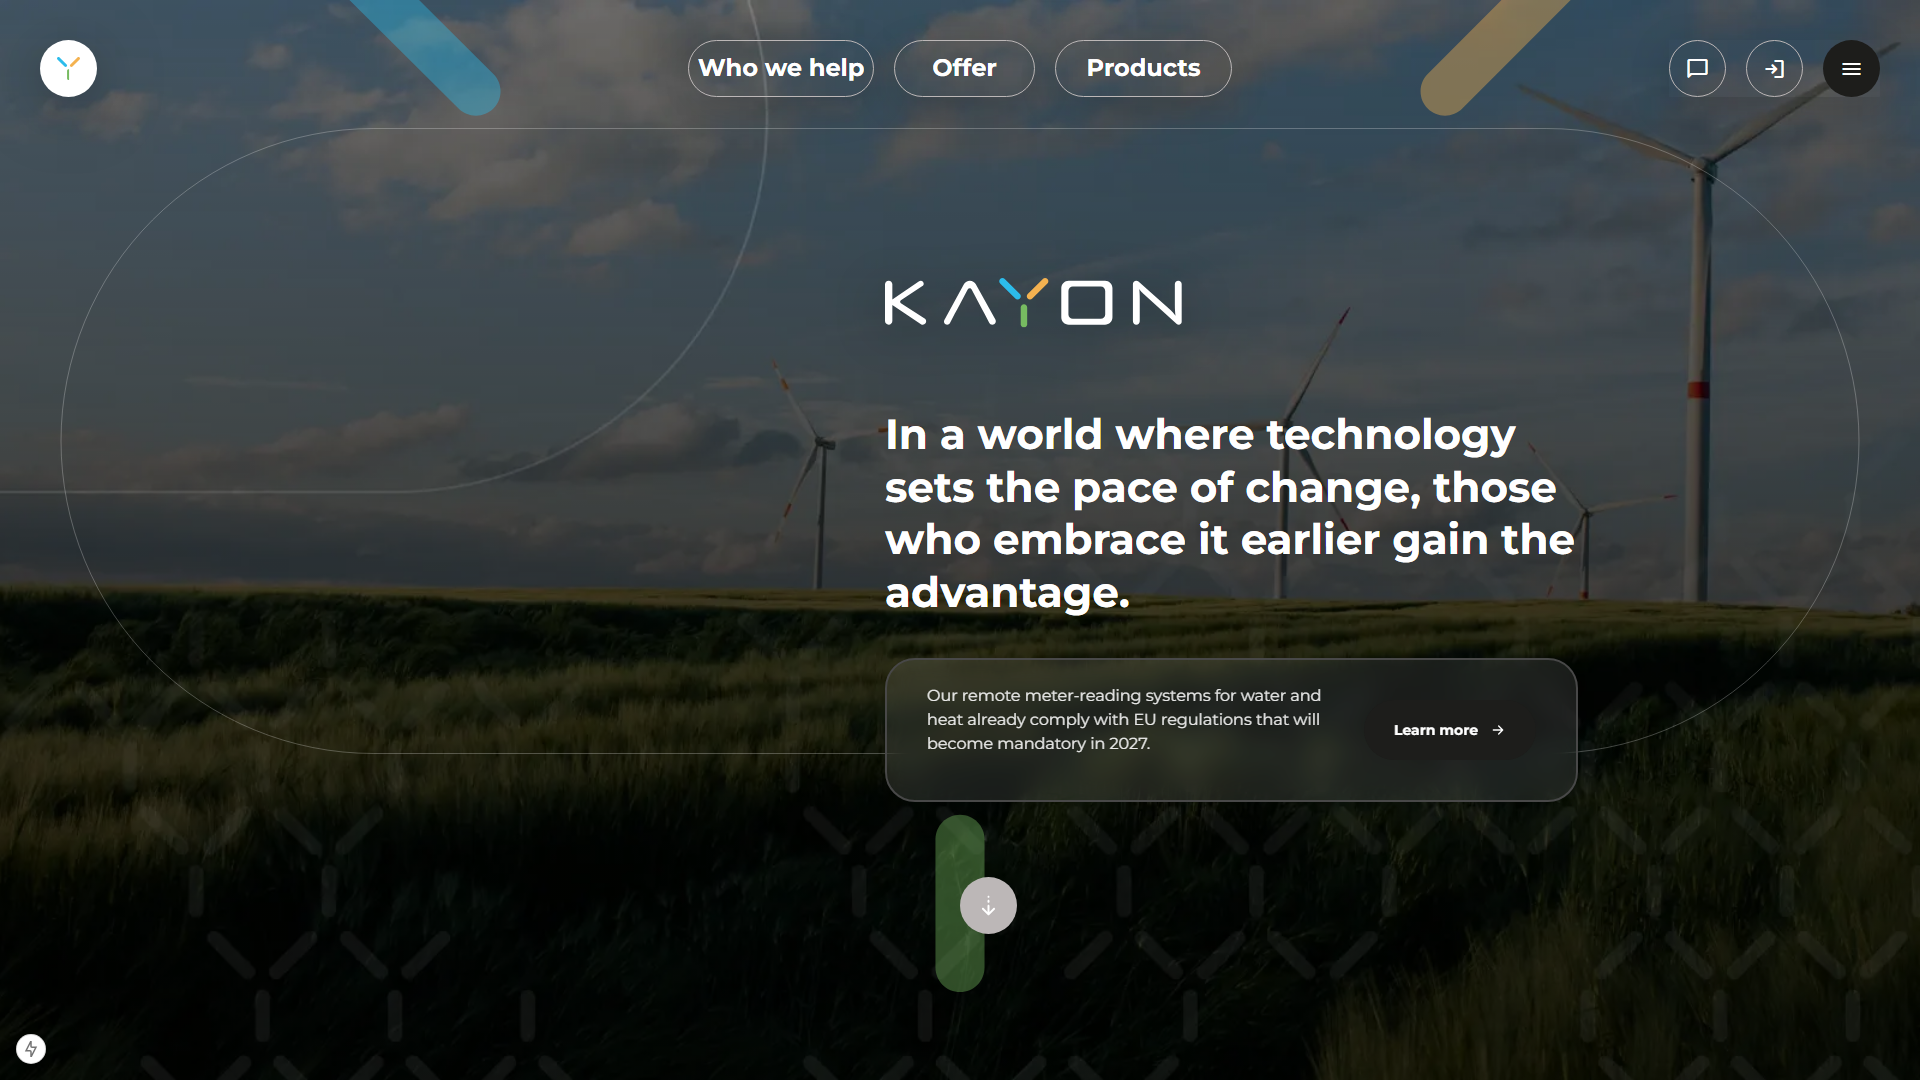 Who we help
Offer
Products
KAYON
In a world where technology
sets the pace of change, those
who embrace it earlier gain the
advantage.
Our remote meter-reading systems for water and
heat already comply with EU regulations that will
become mandatory in 2027.
Learn more